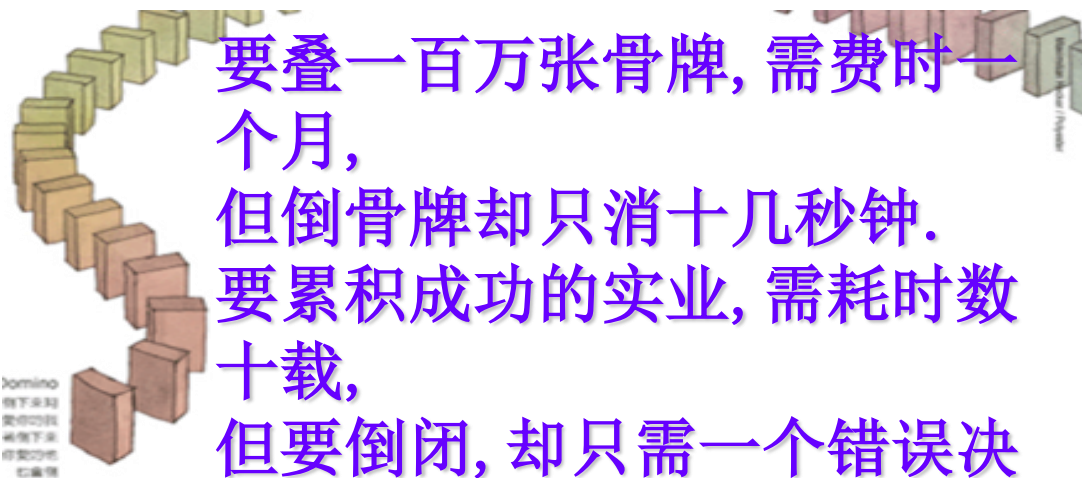 要叠一百万张骨牌,需费时一
个月,
但倒骨牌却只消十几秒钟.
要累积成功的实业,需耗时数
十载,
但要倒闭,却只需一个错误决
Domino